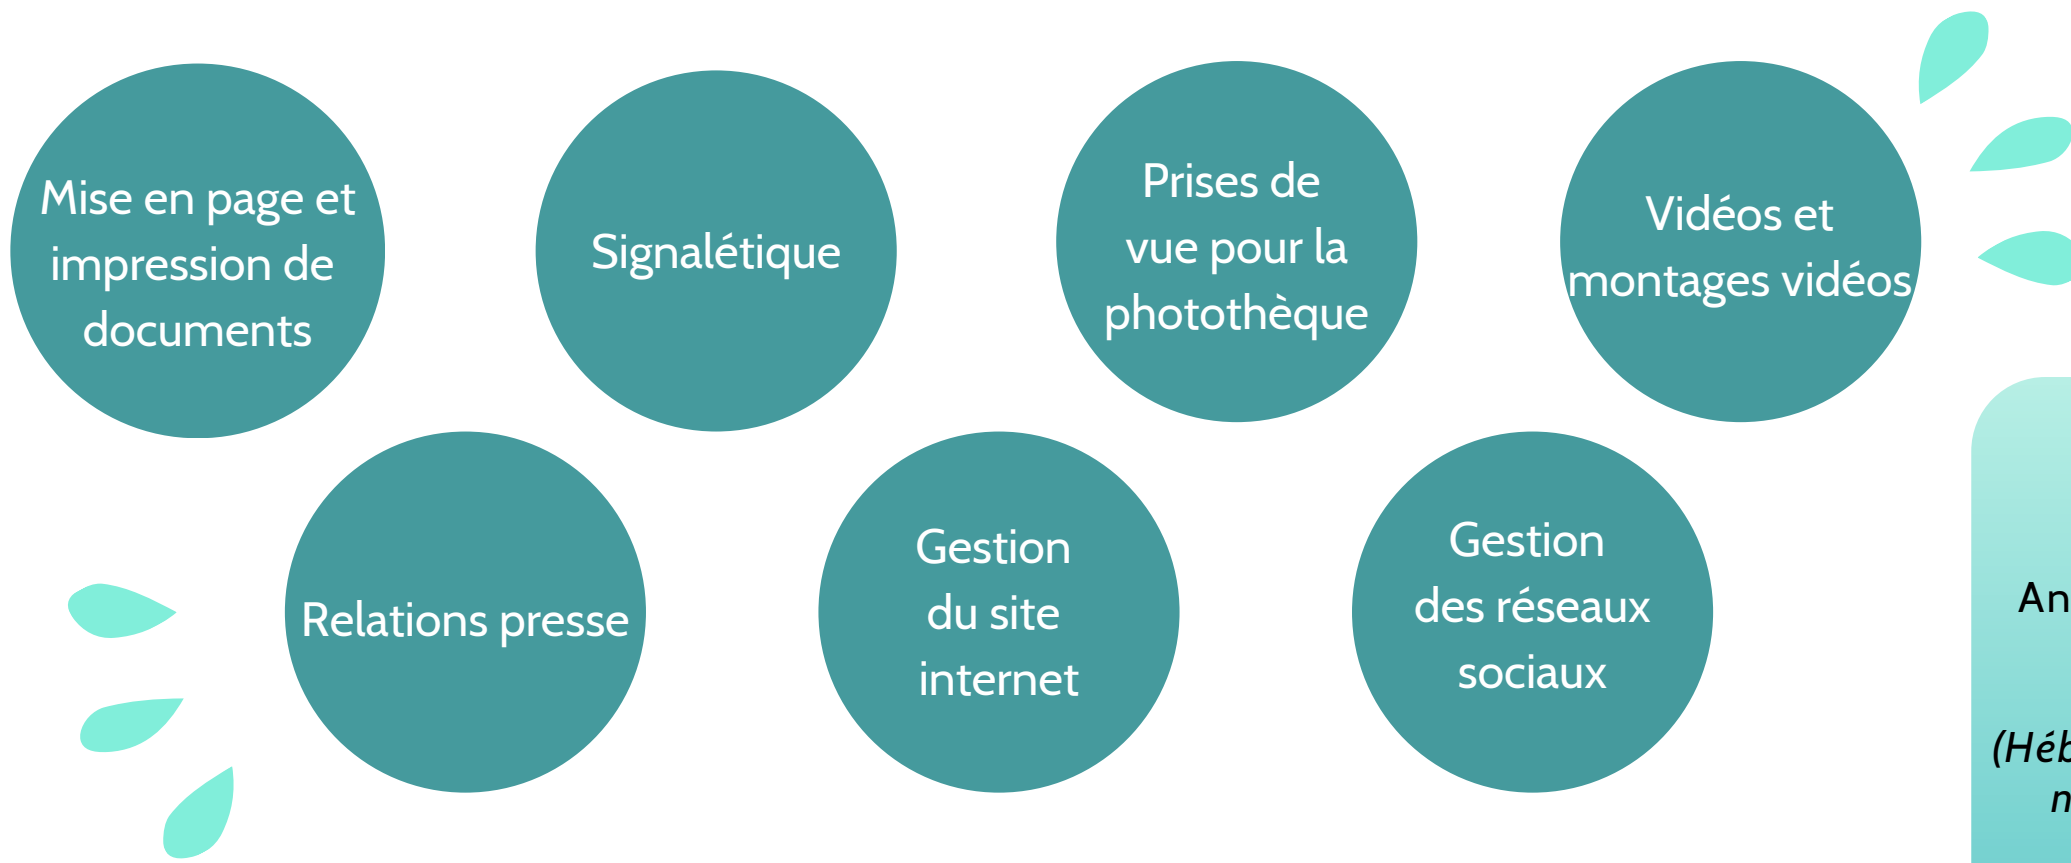 Mise en page et
impression de
documents
Signalétique
Prises de
vue pour la
photothèque
Vidéos et
montages vidéos
Relations presse
Gestion
du site
internet
Gestion
des réseaux
sociaux